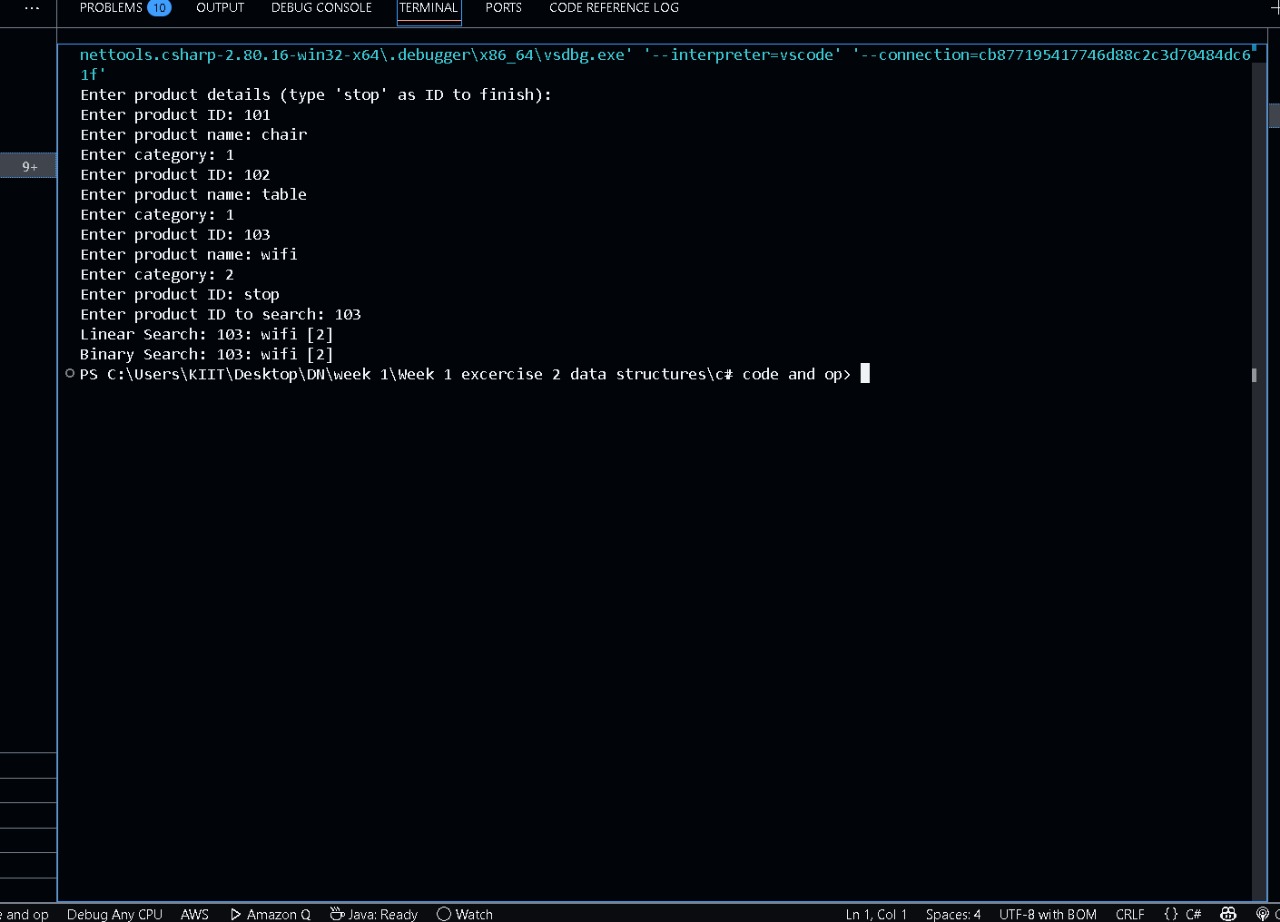 ··· PROBLEMS 10 OUTPUT DEBUG CONSOLE TERMINAL PORTS CODE REFERENCE LOG
nettools.csharp-2.80.16-win32-x64\.debugger\x86_64\vsdbg.exe' '--interpreter=vscode' '--connection=cb877195417746d88c2c3d70484dc6
1f'
Enter product details (type 'stop' as ID to finish):
Enter product ID: 101
Enter product name: chair
Enter category: 1
9+
Enter product ID: 102
Enter product name: table
Enter category: 1
Enter product ID: 103
Enter product name: wifi
Enter category: 2
Enter product ID: stop
Enter product ID to search: 103
Linear Search: 103: wifi [2]
Binary Search: 103: wifi [2]
PS C:\Users\KIIT\Desktop\DN\week 1\Week 1 excercise 2 data structures\c# code and op>
and op Debug Any CPU AWS Amazon Q Java: Ready Watch Ln 1, Col 1 Spaces: 4 UTF-8 with BOM CRLF {} C#